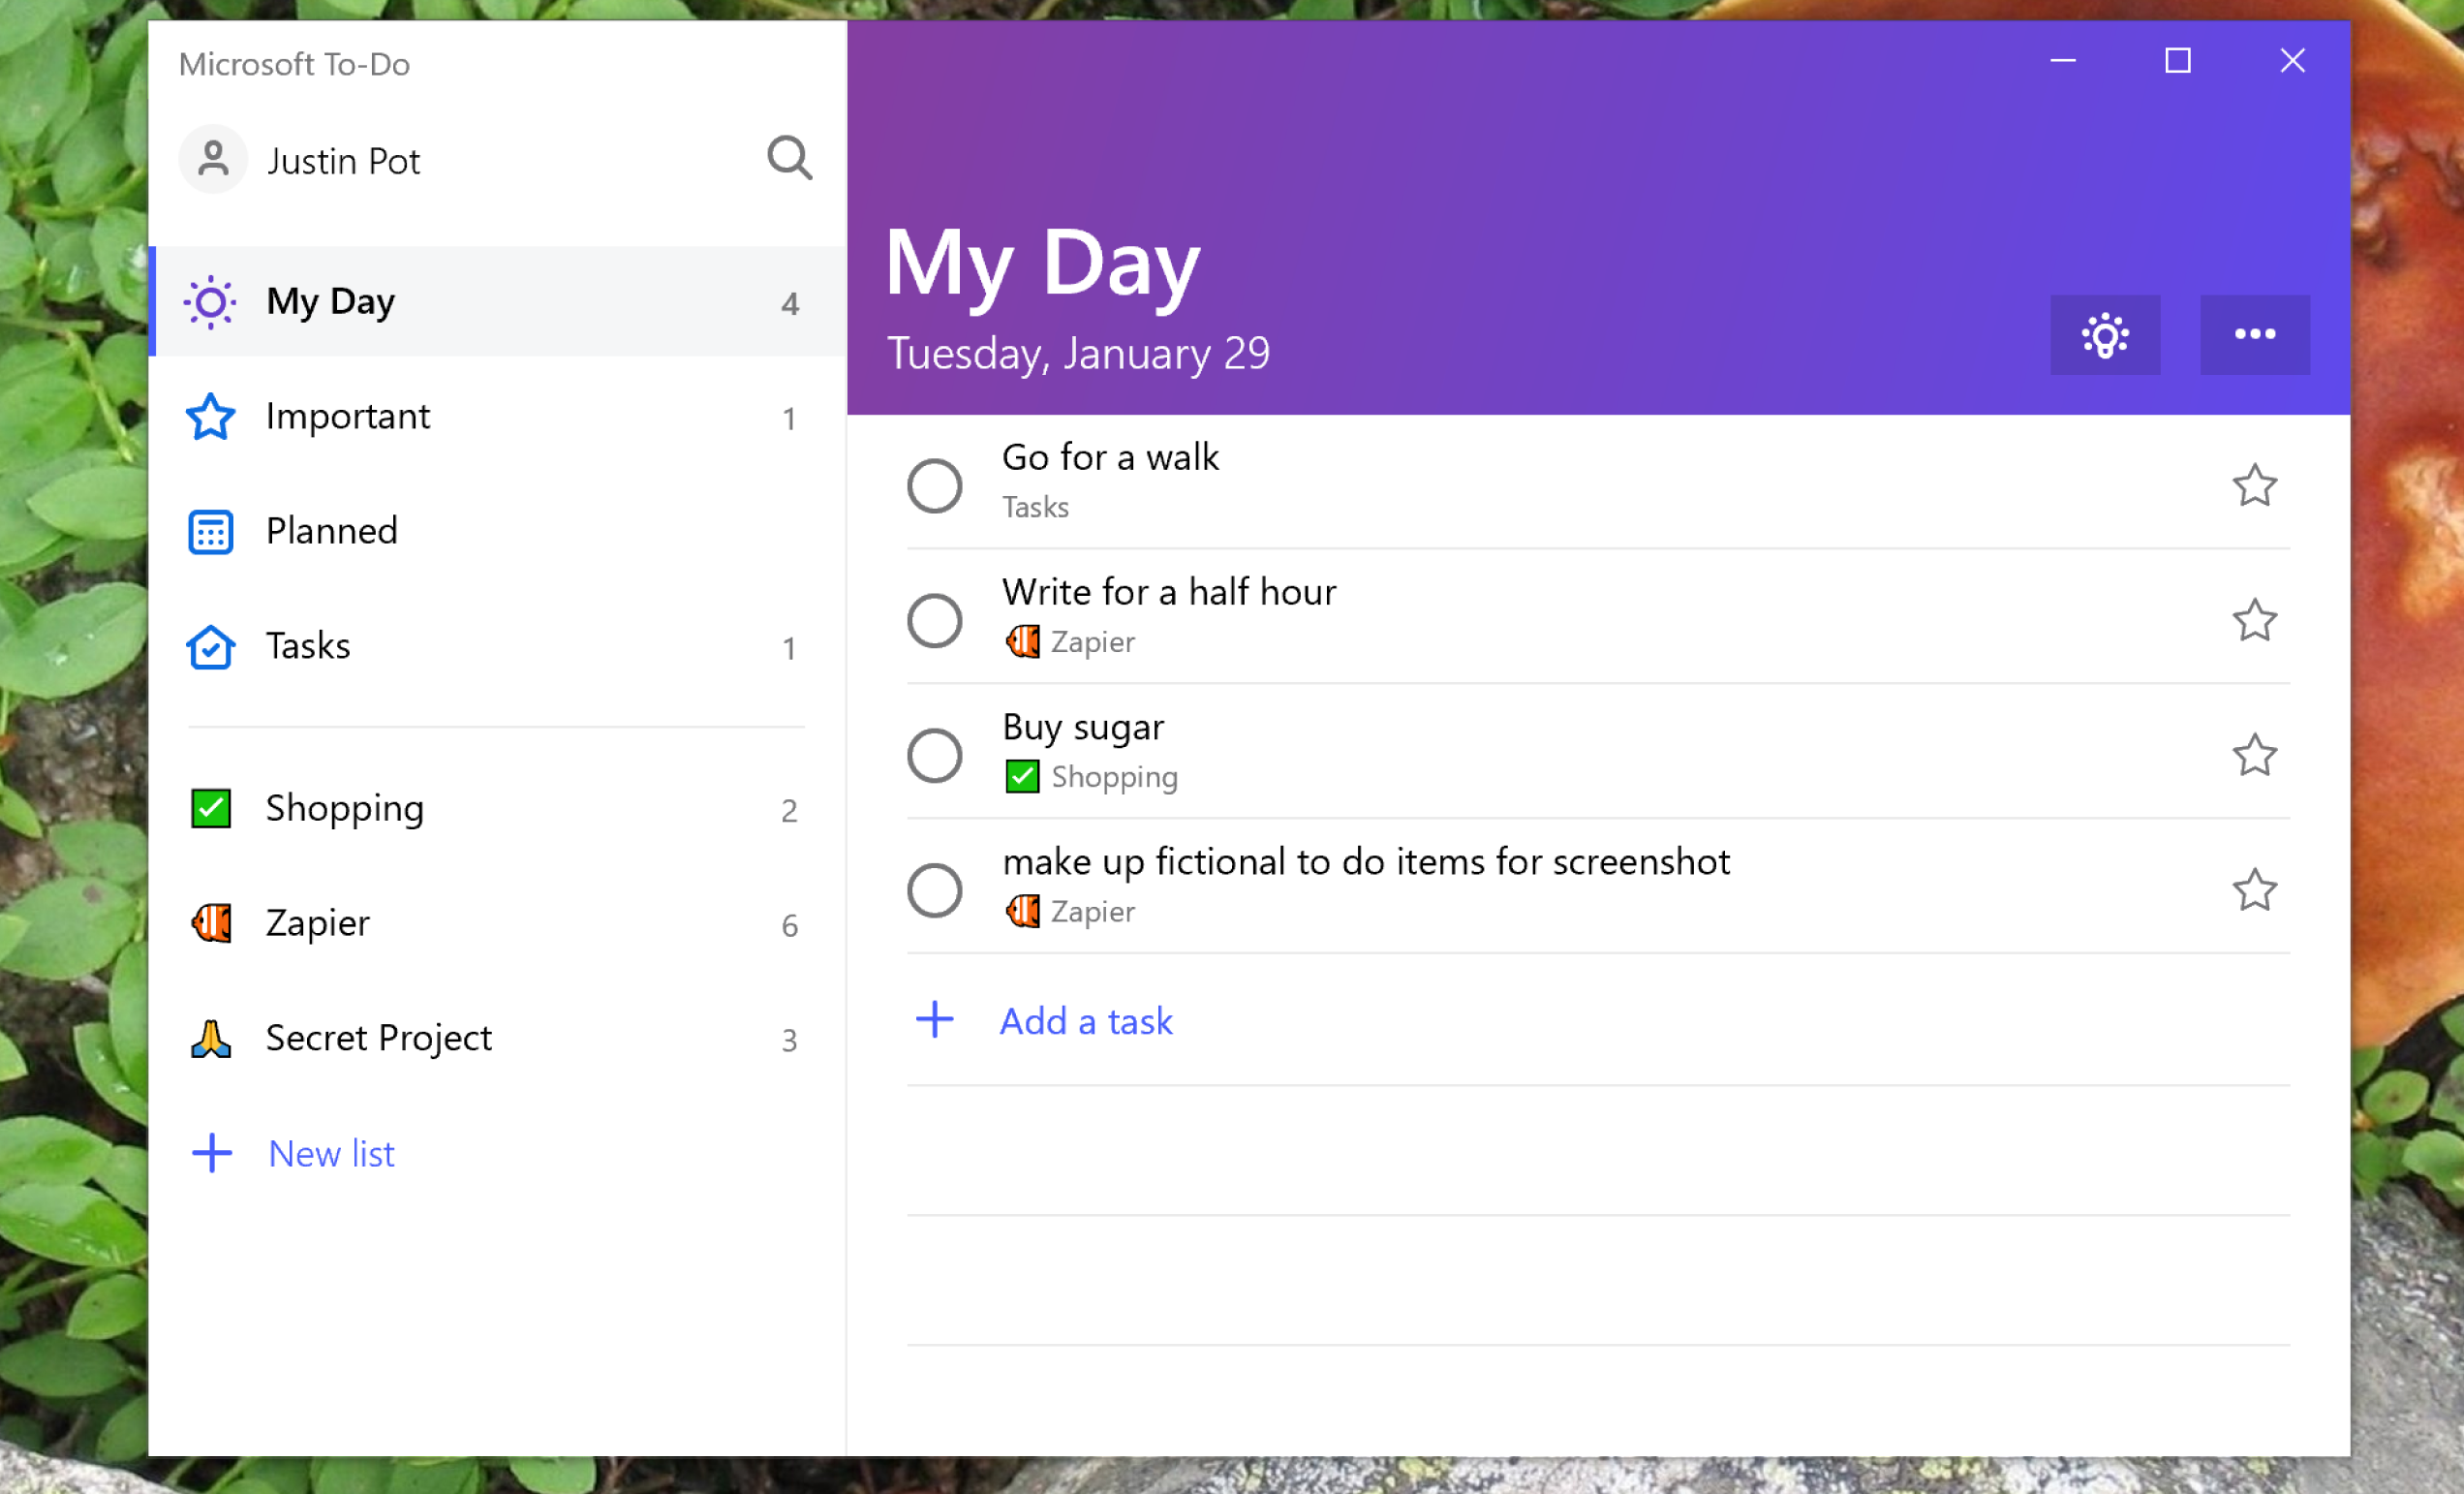 Microsoft To-Do
Justin Pot
My Day 4
Important 1
Planned
Tasks 1
Shopping 2
Zapier 6
Secret Project 3
New list
My Day
Tuesday, January 29
Go for a walk
Tasks
Write for a half hour
Zapier
Buy sugar
Shopping
make up fictional to do items for screenshot
Zapier
Add a task